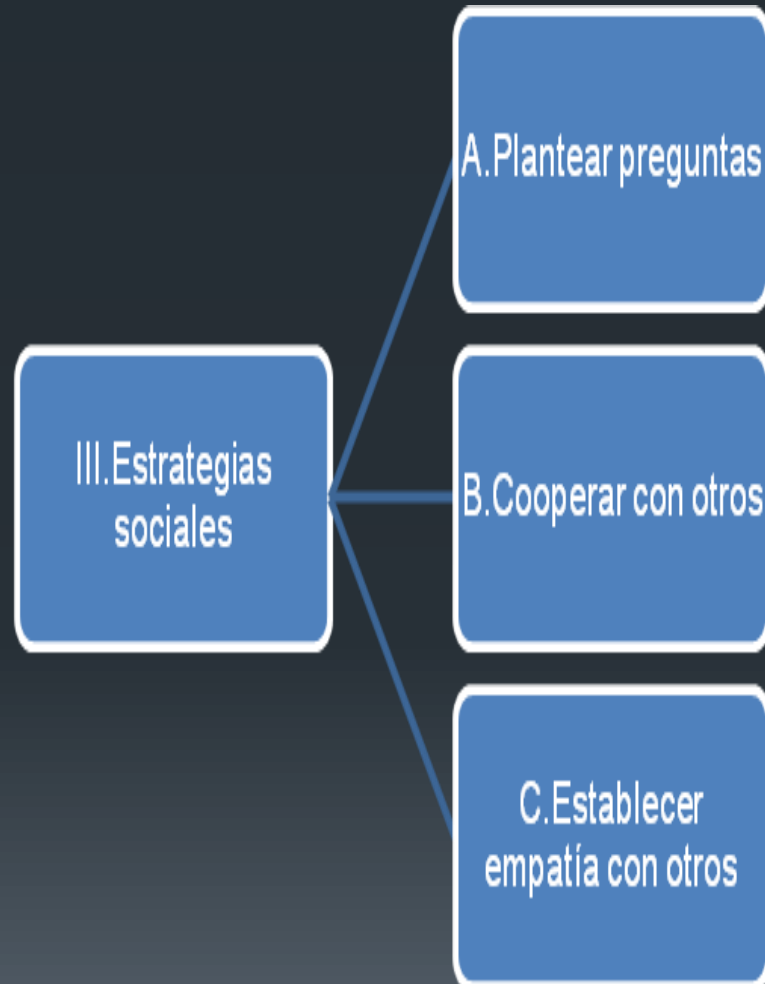 A.Plantear preguntas
III.Estrategias
sociales
B.Cooperar con otros
C.Establecer
empatía con otros